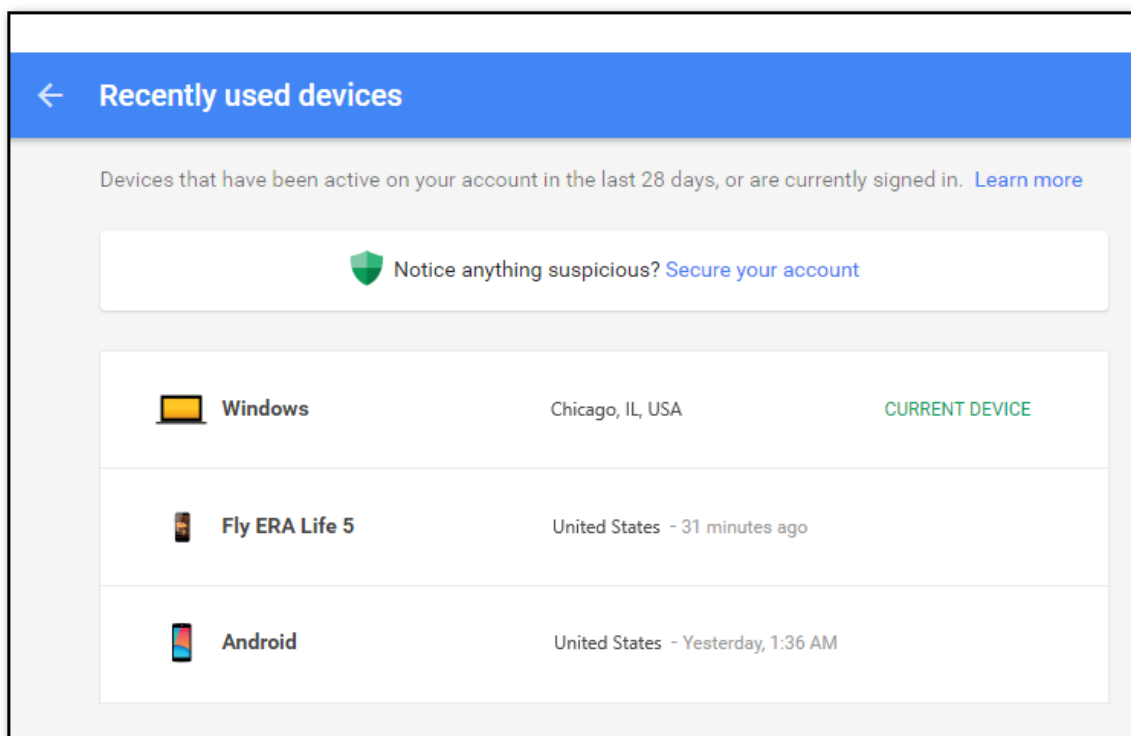 Recently used devices
Devices that have been active on your account in the last 28 days, or are currently signed in. Learn more
Notice anything suspicious? Secure your account
Windows Chicago, IL, USA CURRENT DEVICE
Fly ERA Life 5 United States - 31 minutes ago
Android United States - Yesterday, 1:36 AM